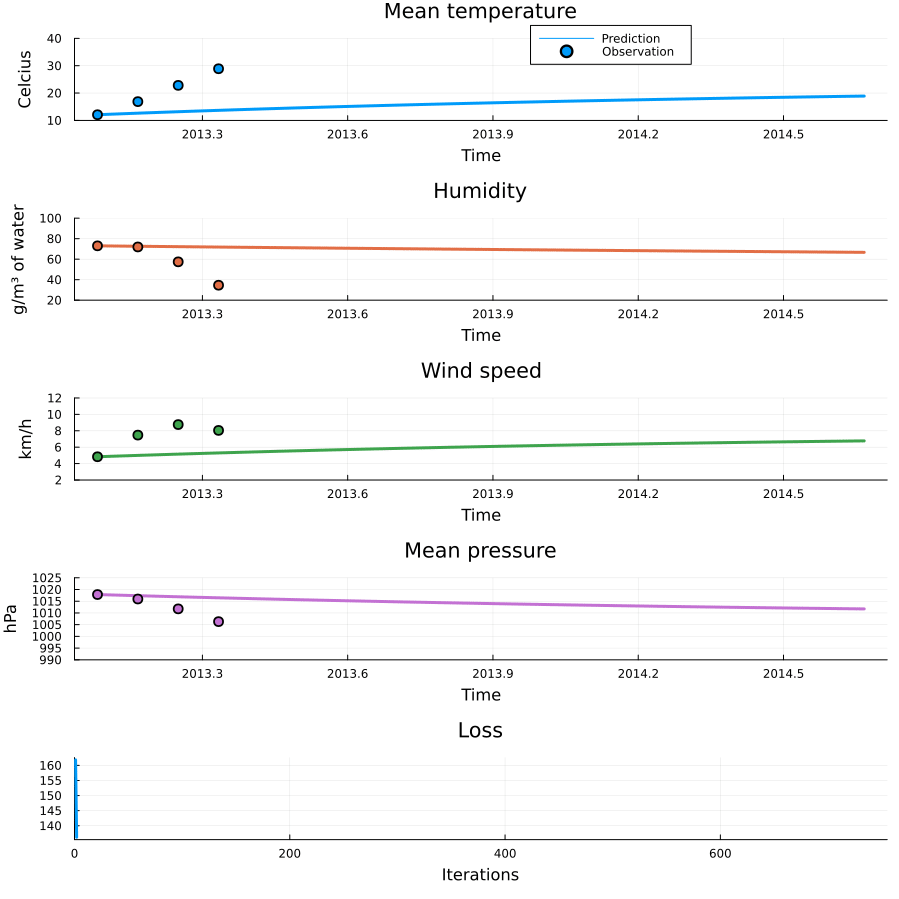 Mean temperature
Prediction
Observation
Celcius
40
30
20
10
2013.3 2013.6 2013.9 2014.2 2014.5
Time
Humidity
g/m³ of water
100
80
60
40
20
2013.3 2013.6 2013.9 2014.2 2014.5
Time
Wind speed
km/h
12
10
8
6
4
2
2013.3 2013.6 2013.9 2014.2 2014.5
Time
Mean pressure
hPa
1025
1020
1015
1010
1005
1000
995
990
2013.3 2013.6 2013.9 2014.2 2014.5
Time
Loss
160
155
150
145
140
0 200 400 600
Iterations